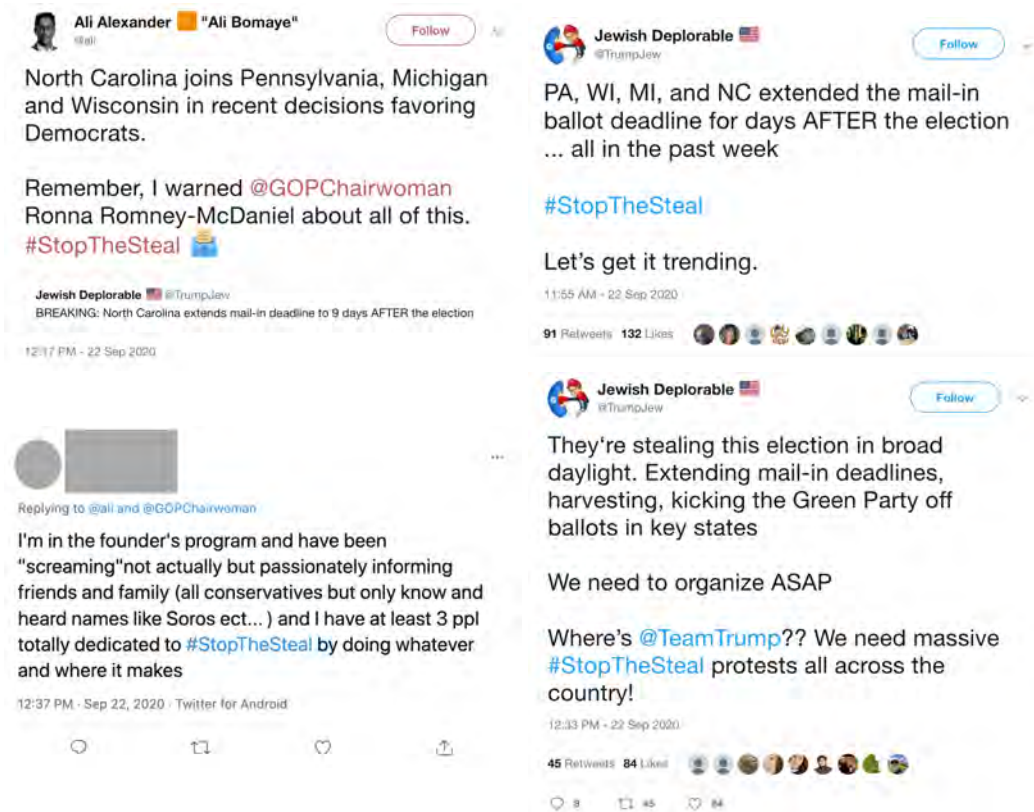 Ali Alexander 🟧 "Ali Bomaye"
@ali
Follow
North Carolina joins Pennsylvania, Michigan
and Wisconsin in recent decisions favoring
Democrats.
Remember, I warned @GOPChairwoman
Ronna Romney-McDaniel about all of this.
#StopTheSteal 🗳️
Jewish Deplorable 🇺🇸 @TrumpJew
BREAKING: North Carolina extends mail-in deadline to 9 days AFTER the election
12:17 PM - 22 Sep 2020
Replying to @ali and @GOPChairwoman
I'm in the founder's program and have been
"screaming"not actually but passionately informing
friends and family (all conservatives but only know and
heard names like Soros ect... ) and I have at least 3 ppl
totally dedicated to #StopTheSteal by doing whatever
and where it makes
12:37 PM · Sep 22, 2020 · Twitter for Android
Jewish Deplorable 🇺🇸
@TrumpJew
Follow
PA, WI, MI, and NC extended the mail-in
ballot deadline for days AFTER the election
... all in the past week
#StopTheSteal
Let's get it trending.
11:55 AM - 22 Sep 2020
91 Retweets 132 Likes
Jewish Deplorable 🇺🇸
@TrumpJew
Follow
They're stealing this election in broad
daylight. Extending mail-in deadlines,
harvesting, kicking the Green Party off
ballots in key states
We need to organize ASAP
Where's @TeamTrump?? We need massive
#StopTheSteal protests all across the
country!
12:33 PM - 22 Sep 2020
45 Retweets 84 Likes
9 45 84